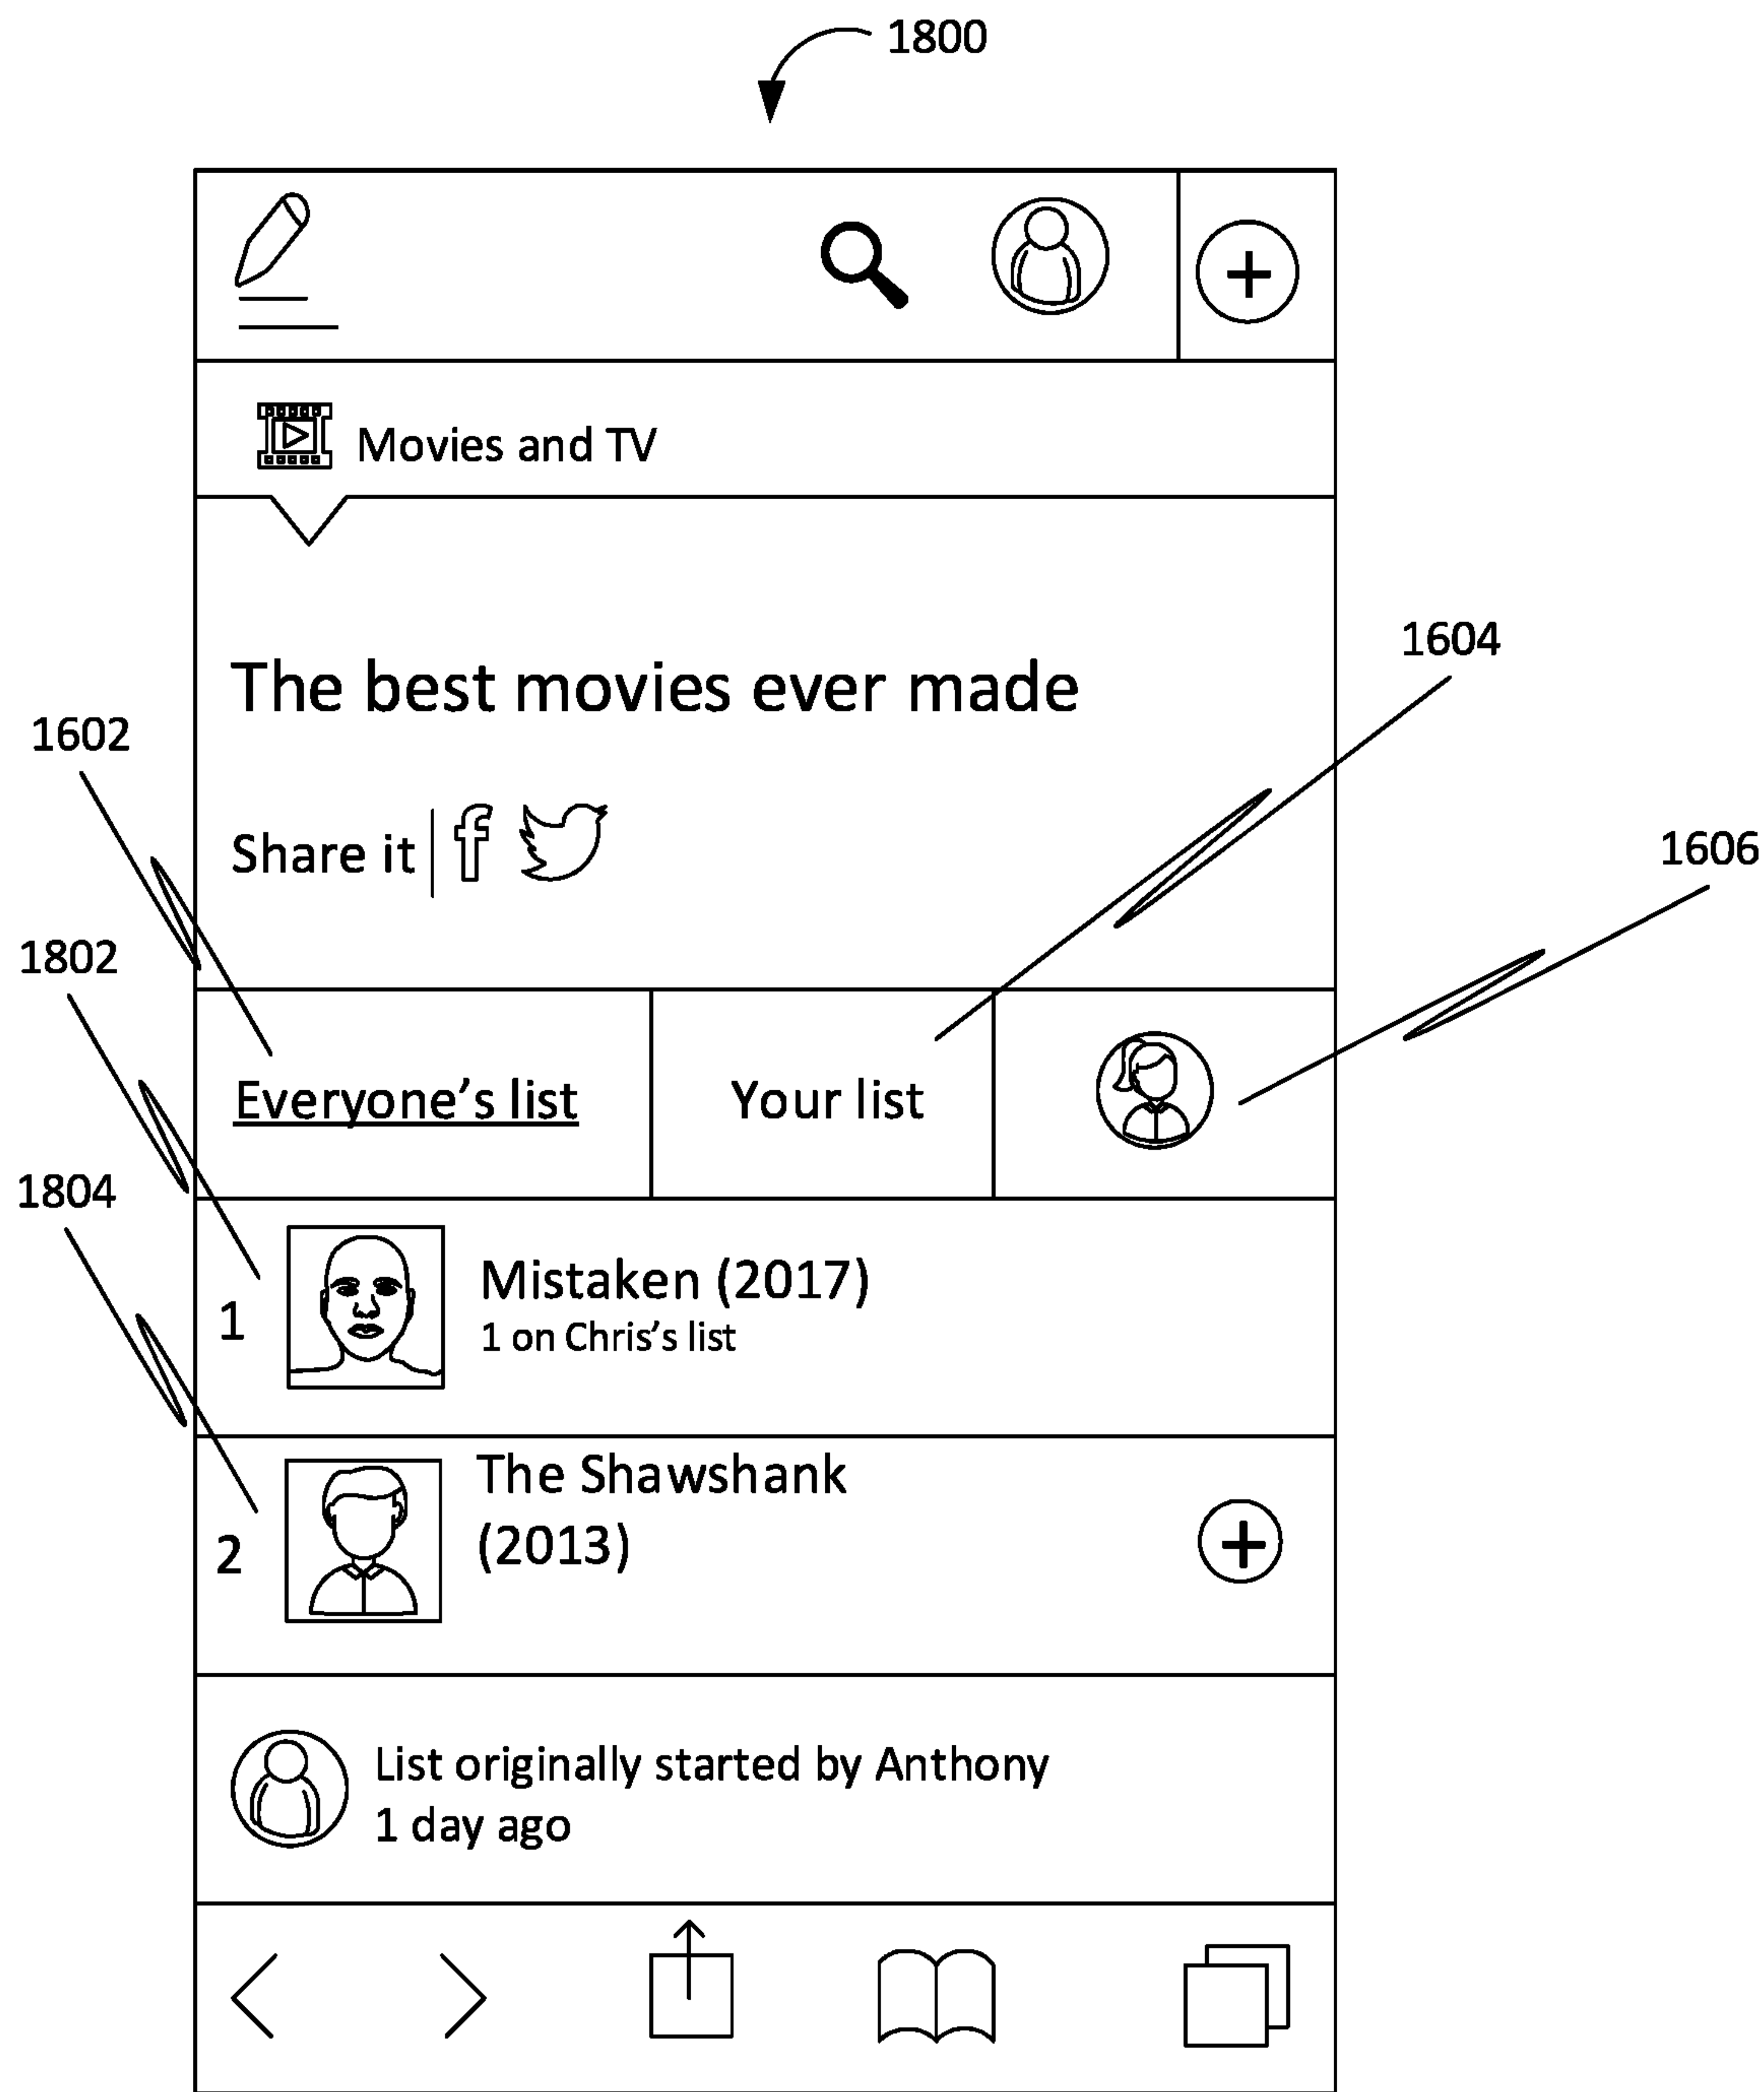 1800
Movies and TV
The best movies ever made
1604
1602
Share it
1606
1802
Everyone's list
Your list
1804
1
Mistaken (2017)
1 on Chris's list
2
The Shawshank
(2013)
List originally started by Anthony
1 day ago